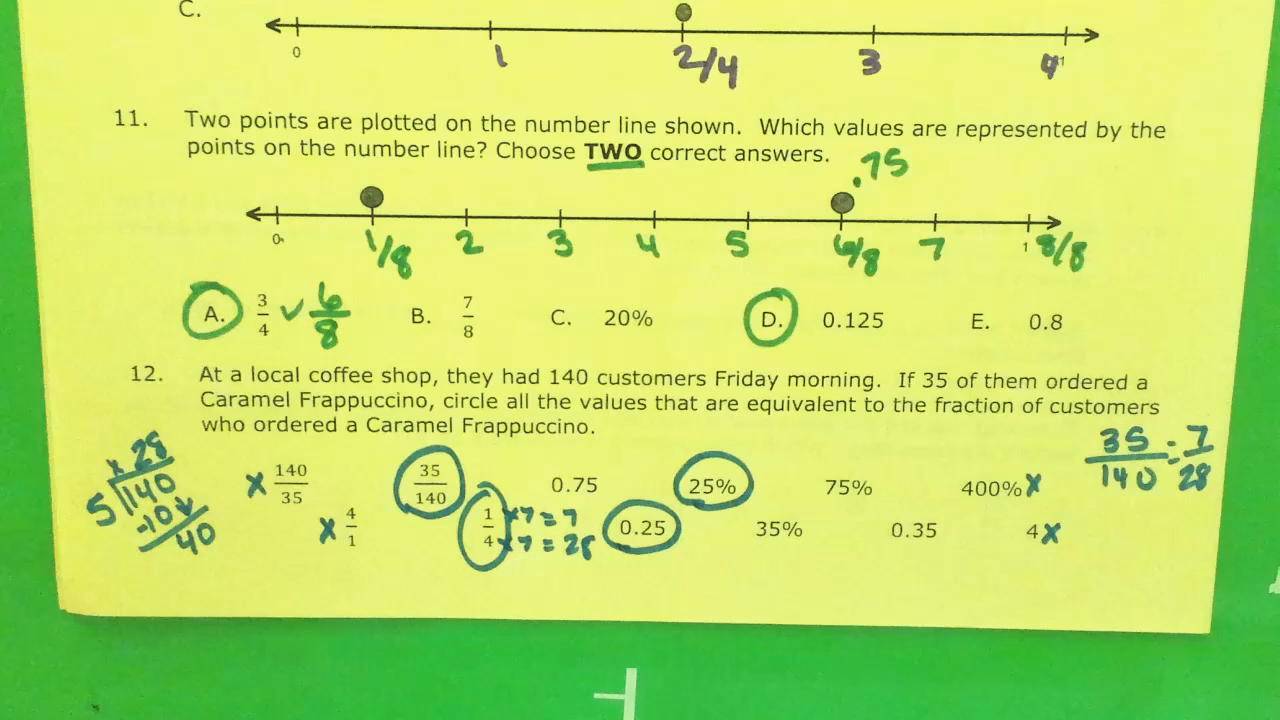 C.
0 1 2/4 3 4 1
11. Two points are plotted on the number line shown. Which values are represented by the
points on the number line? Choose TWO correct answers.
.75
0 1/8 2 3 4 5 6/8 7 1 8/8
A. 3/4 ✓ 6/8 B. 7/8 C. 20% D. 0.125 E. 0.8
12. At a local coffee shop, they had 140 customers Friday morning. If 35 of them ordered a
Caramel Frappuccino, circle all the values that are equivalent to the fraction of customers
who ordered a Caramel Frappuccino.
x 28
5 140
-10
40
35/140 = 7/28
x 140/35 35/140 0.75 25% 75% 400% x
x 4/1 1/4 x7=7 x7=28 0.25 35% 0.35 4 x